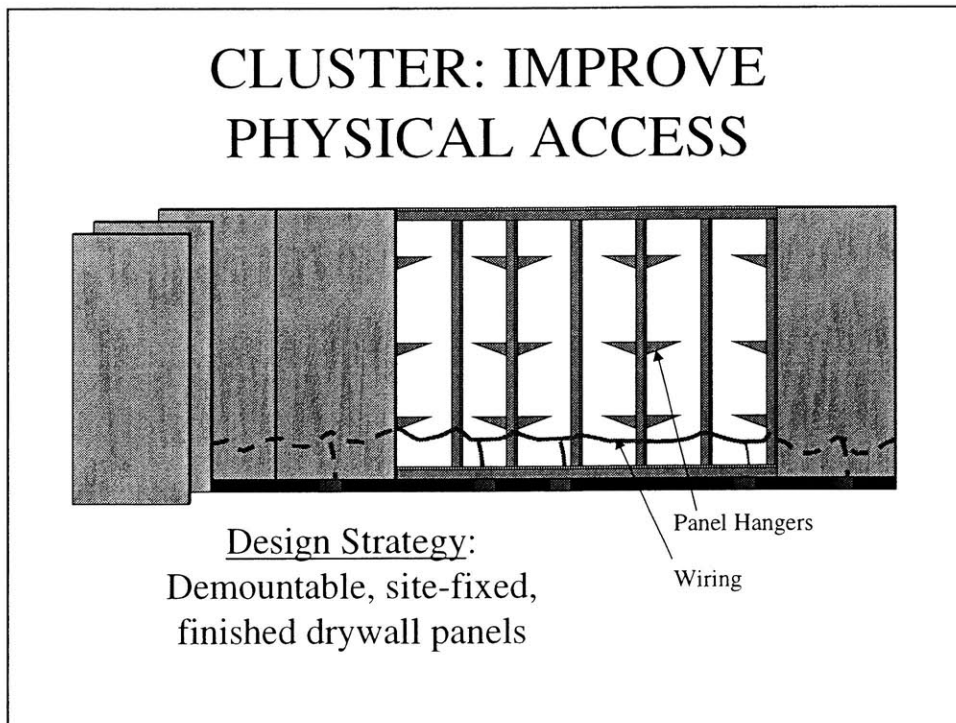 CLUSTER: IMPROVE
PHYSICAL ACCESS
Panel Hangers
Wiring
Design Strategy:
Demountable, site-fixed,
finished drywall panels